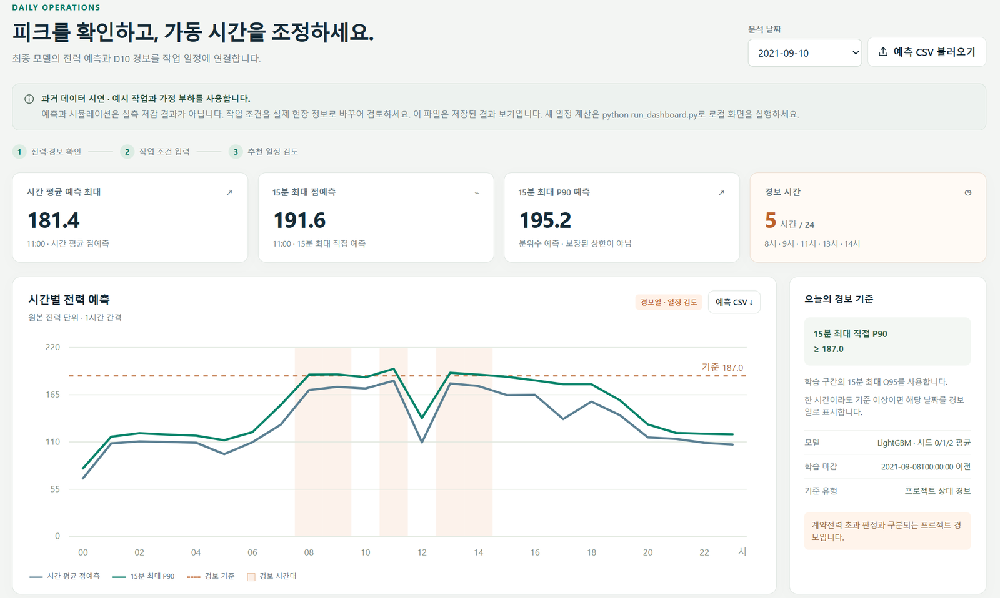 DAILY OPERATIONS
피크를 확인하고, 가동 시간을 조정하세요.
최종 모델의 전력 예측과 D10 경보를 작업 일정에 연결합니다.
분석 날짜
2021-09-10
예측 CSV 불러오기
과거 데이터 시연 · 예시 작업과 가정 부하를 사용합니다.
예측과 시뮬레이션은 실측 저감 결과가 아닙니다. 작업 조건을 실제 현장 정보로 바꾸어 검토하세요. 이 파일은 저장된 결과 보기입니다. 새 일정 계산은 python run_dashboard.py로 로컬 화면을 실행하세요.
1 전력·경보 확인 2 작업 조건 입력 3 추천 일정 검토
시간 평균 예측 최대
181.4
11:00 · 시간 평균 점예측
15분 최대 점예측
191.6
11:00 · 15분 최대 직접 예측
15분 최대 P90 예측
195.2
분위수 예측 · 보장된 상한이 아님
경보 시간
5 시간 / 24
8시 · 9시 · 11시 · 13시 · 14시
시간별 전력 예측
원본 전력 단위 · 1시간 간격
경보일 · 일정 검토
예측 CSV ↓
220
기준 187.0
165
110
55
0
00 02 04 06 08 10 12 14 16 18 20 22 시
시간 평균 점예측 15분 최대 P90 경보 기준 경보 시간대
오늘의 경보 기준
15분 최대 직접 P90
≥ 187.0
학습 구간의 15분 최대 Q95를 사용합니다.
한 시간이라도 기준 이상이면 해당 날짜를 경보
일로 표시합니다.
모델 LightGBM · 시드 0/1/2 평균
학습 마감 2021-09-08T00:00:00 이전
기준 유형 프로젝트 상대 경보
계약전력 초과 판정과 구분되는 프로젝트 경
보입니다.